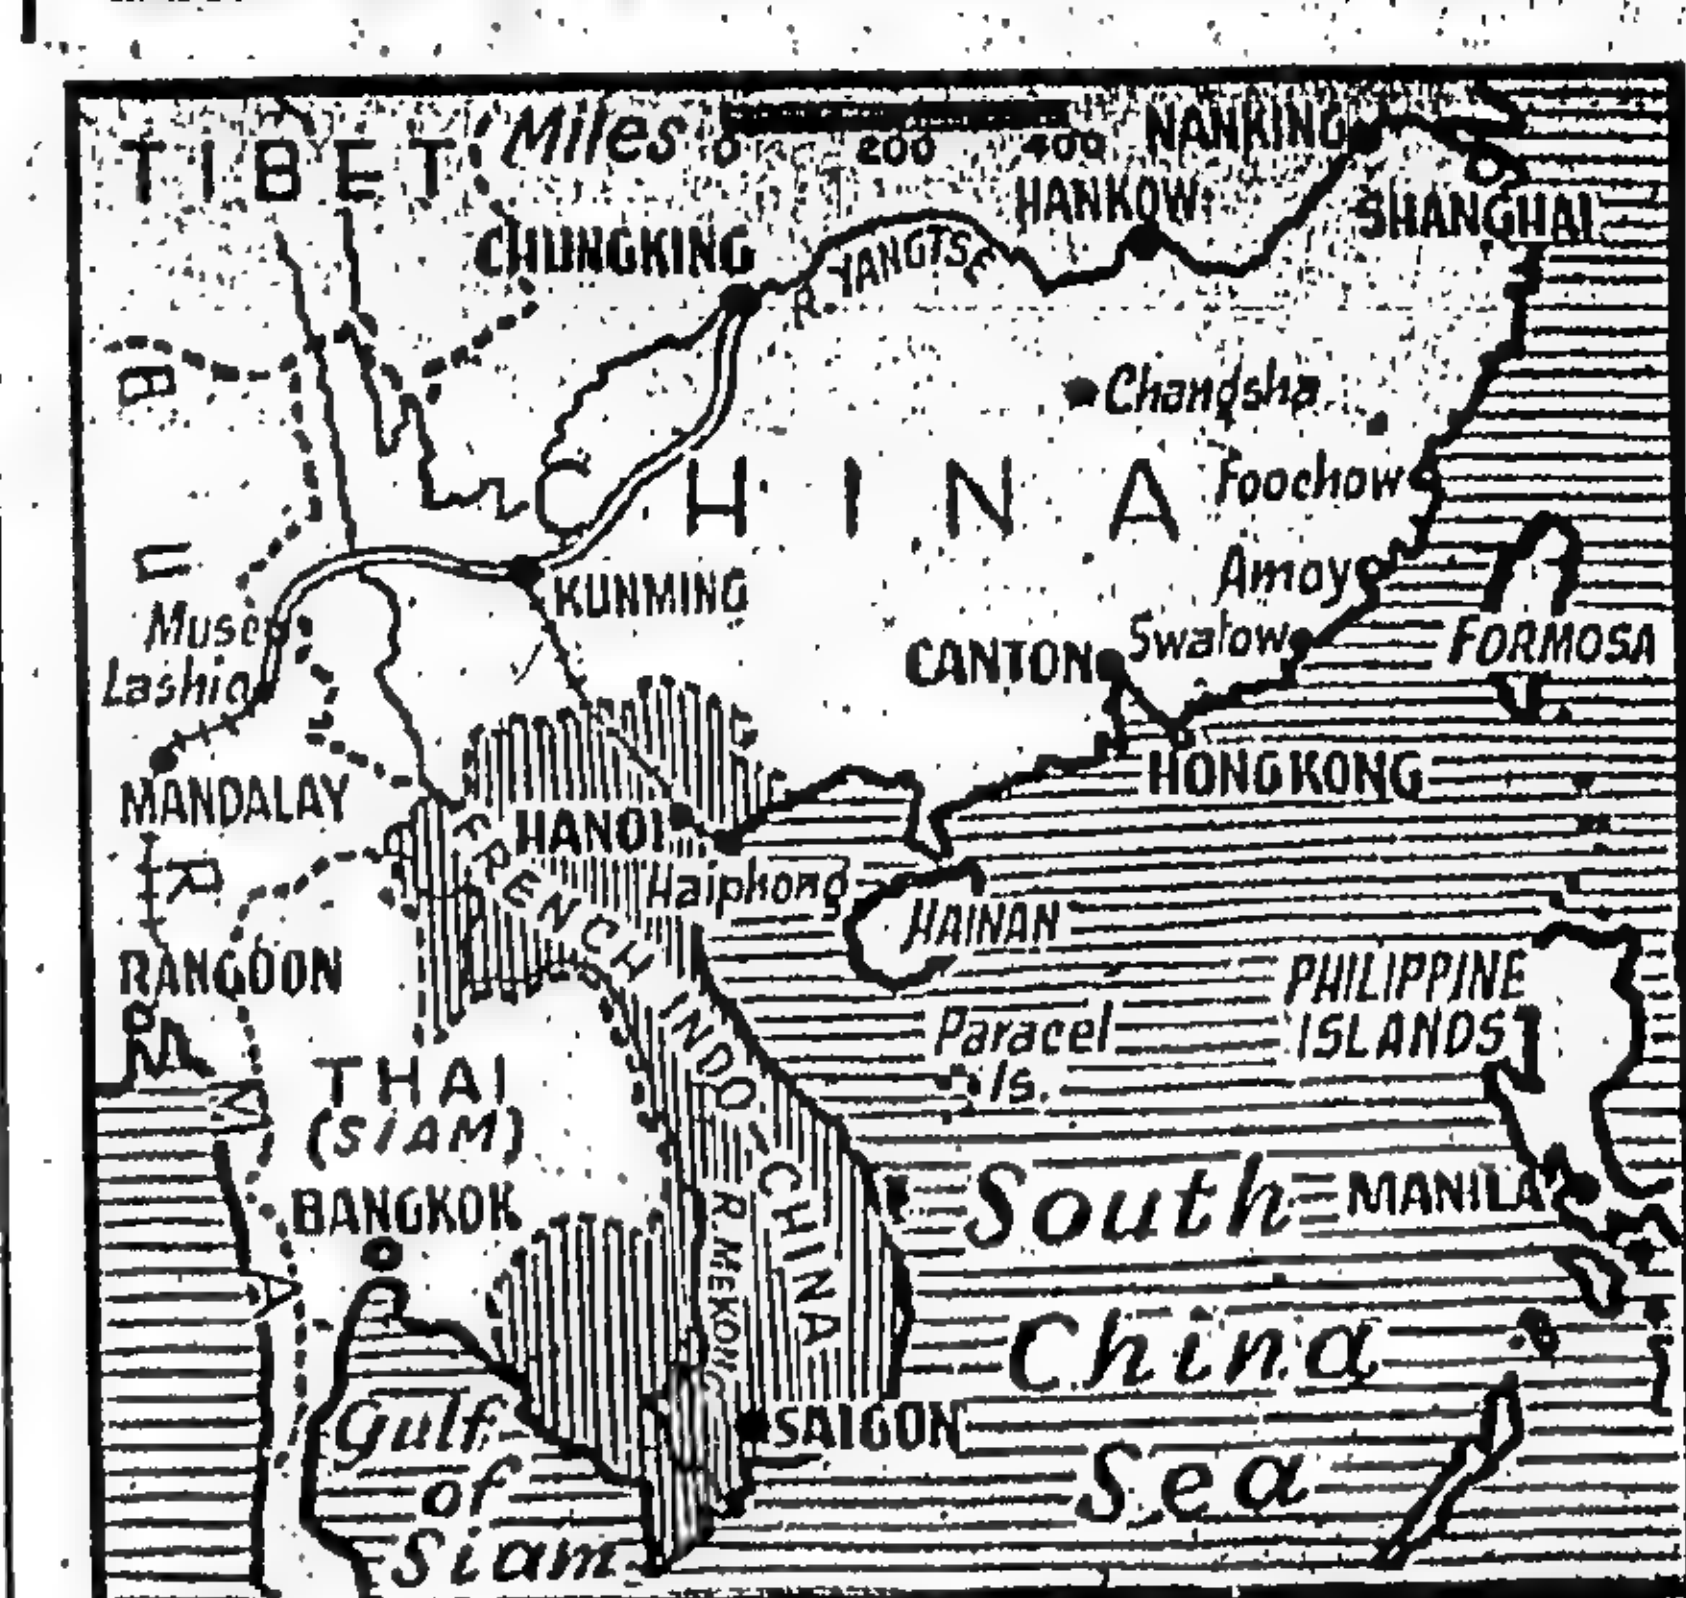 TIBET
Miles 0 200 400
NANKING
HANKOW
SHANGHAI
CHUNGKING
R. YANGTSE
Changsha
CHINA
Foochow
Amoy
Swatow
FORMOSA
KUNMING
CANTON
HONGKONG
BURMA
Muse
Lashio
MANDALAY
HANOI
Haiphong
HAINAN
FRENCH INDO-CHINA
RANGOON
PHILIPPINE
ISLANDS
Paracel
Is.
THAI
(SIAM)
BANGKOK
R. MEKONG
MANILA
South
China
Sea
SAIGON
Gulf
of
Siam